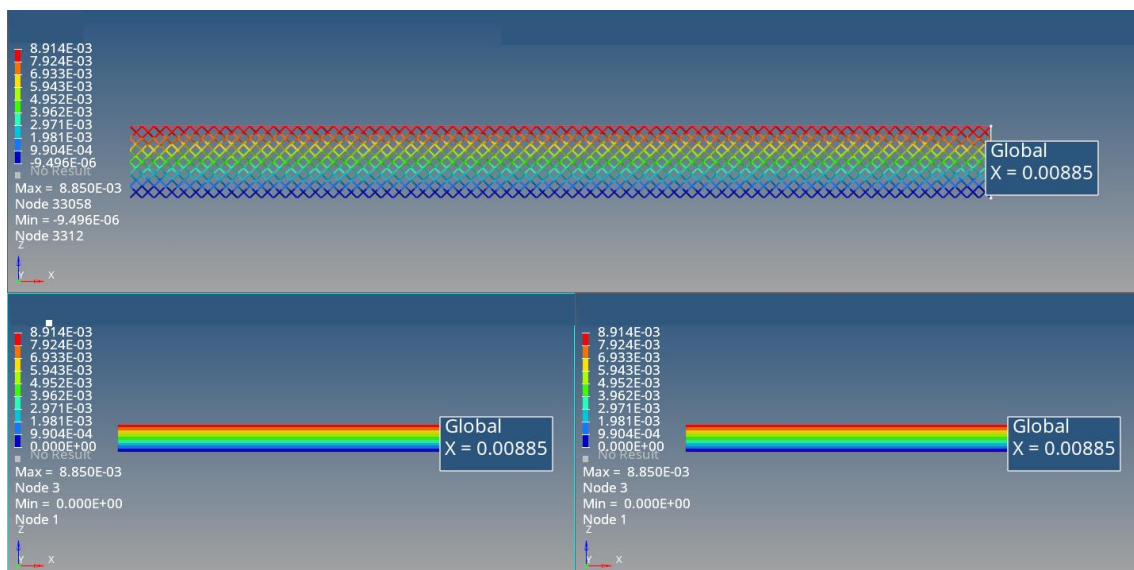 8.914E-03
7.924E-03
6.933E-03
5.943E-03
4.952E-03
3.962E-03
2.971E-03
1.981E-03
9.904E-04
-9.496E-06
No Result
Max = 8.850E-03
Node 33058
Min = -9.496E-06
Node 3312
Z
Y X
Global
X = 0.00885
8.914E-03
7.924E-03
6.933E-03
5.943E-03
4.952E-03
3.962E-03
2.971E-03
1.981E-03
9.904E-04
0.000E+00
No Result
Max = 8.850E-03
Node 3
Min = 0.000E+00
Node 1
Z
Y X
Global
X = 0.00885
8.914E-03
7.924E-03
6.933E-03
5.943E-03
4.952E-03
3.962E-03
2.971E-03
1.981E-03
9.904E-04
0.000E+00
No Result
Max = 8.850E-03
Node 3
Min = 0.000E+00
Node 1
Z
Y X
Global
X = 0.00885